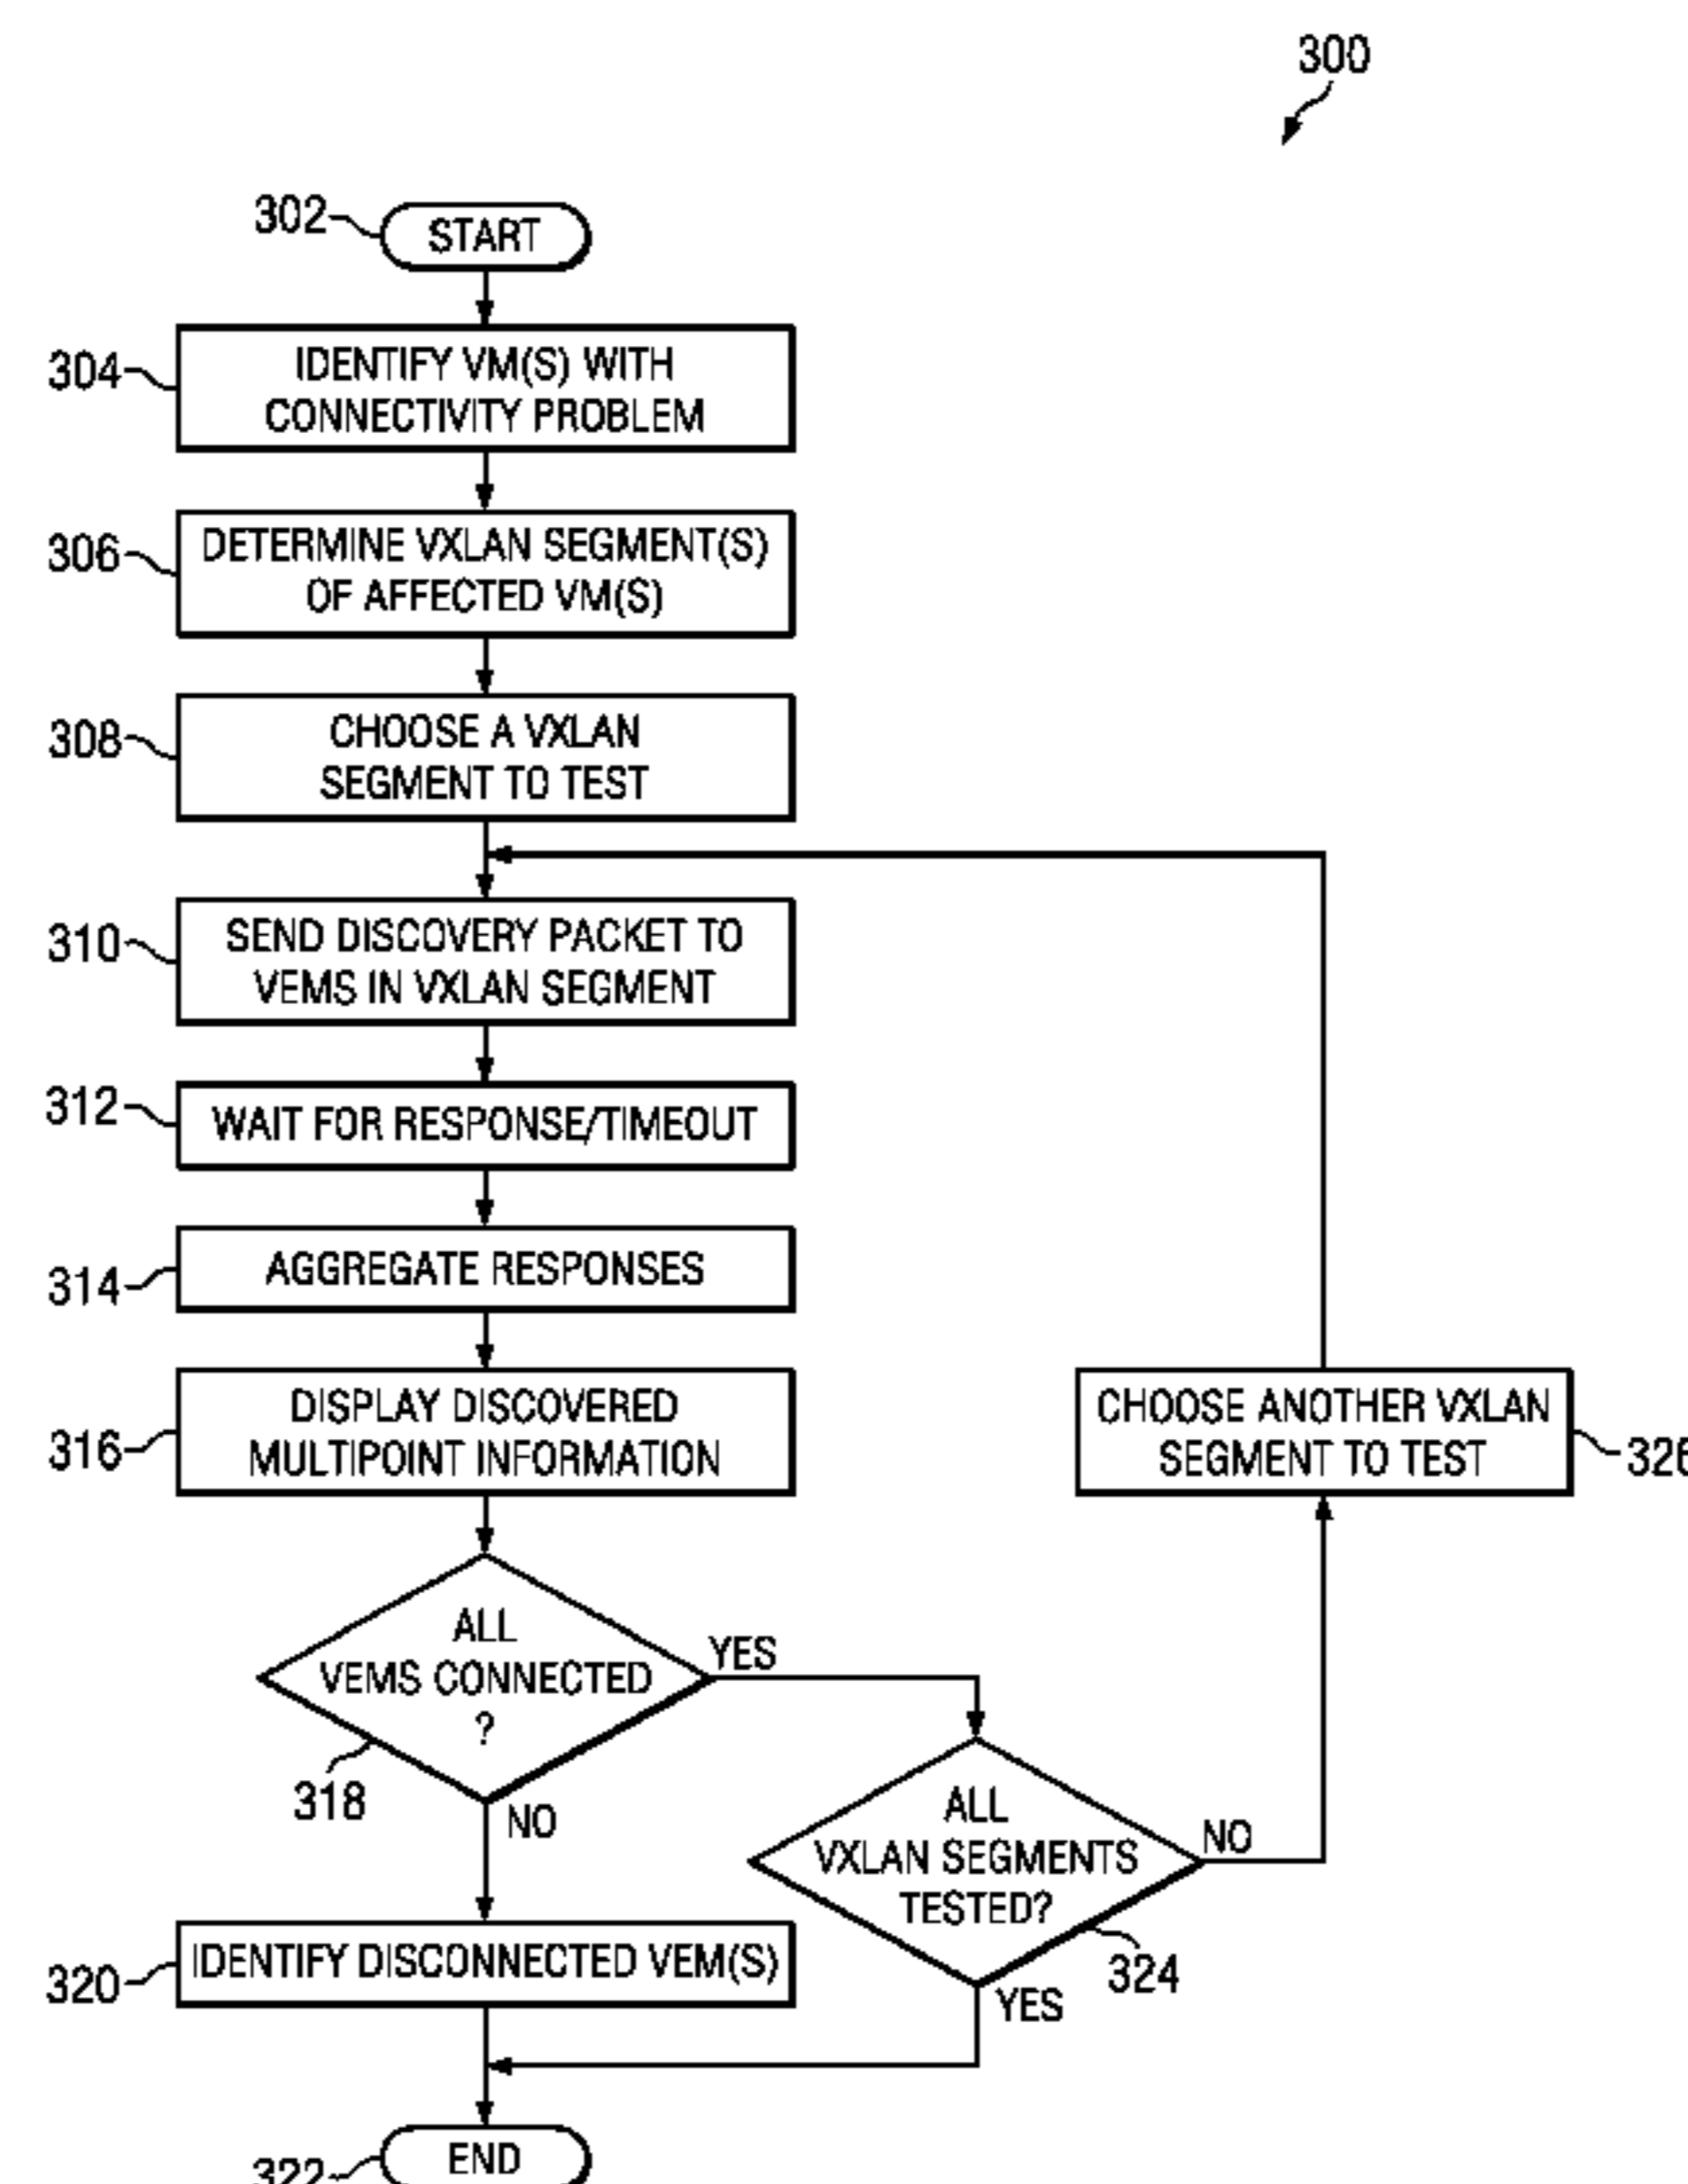 300
302
START
304
IDENTIFY VM(S) WITH
CONNECTIVITY PROBLEM
306
DETERMINE VXLAN SEGMENT(S)
OF AFFECTED VM(S)
308
CHOOSE A VXLAN
SEGMENT TO TEST
310
SEND DISCOVERY PACKET TO
VEMS IN VXLAN SEGMENT
312
WAIT FOR RESPONSE/TIMEOUT
314
AGGREGATE RESPONSES
316
DISPLAY DISCOVERED
MULTIPOINT INFORMATION
CHOOSE ANOTHER VXLAN
SEGMENT TO TEST
326
ALL
VEMS CONNECTED
?
YES
318
NO
ALL
VXLAN SEGMENTS
TESTED?
NO
324
YES
320
IDENTIFY DISCONNECTED VEM(S)
322
END